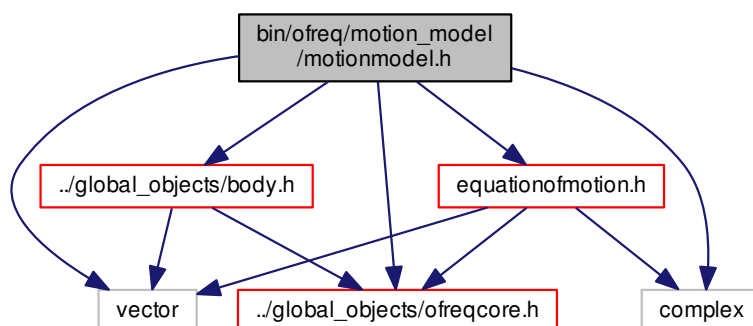 bin/ofreq/motion_model
/motionmodel.h
../global_objects/body.h
equationofmotion.h
vector
../global_objects/ofreqcore.h
complex